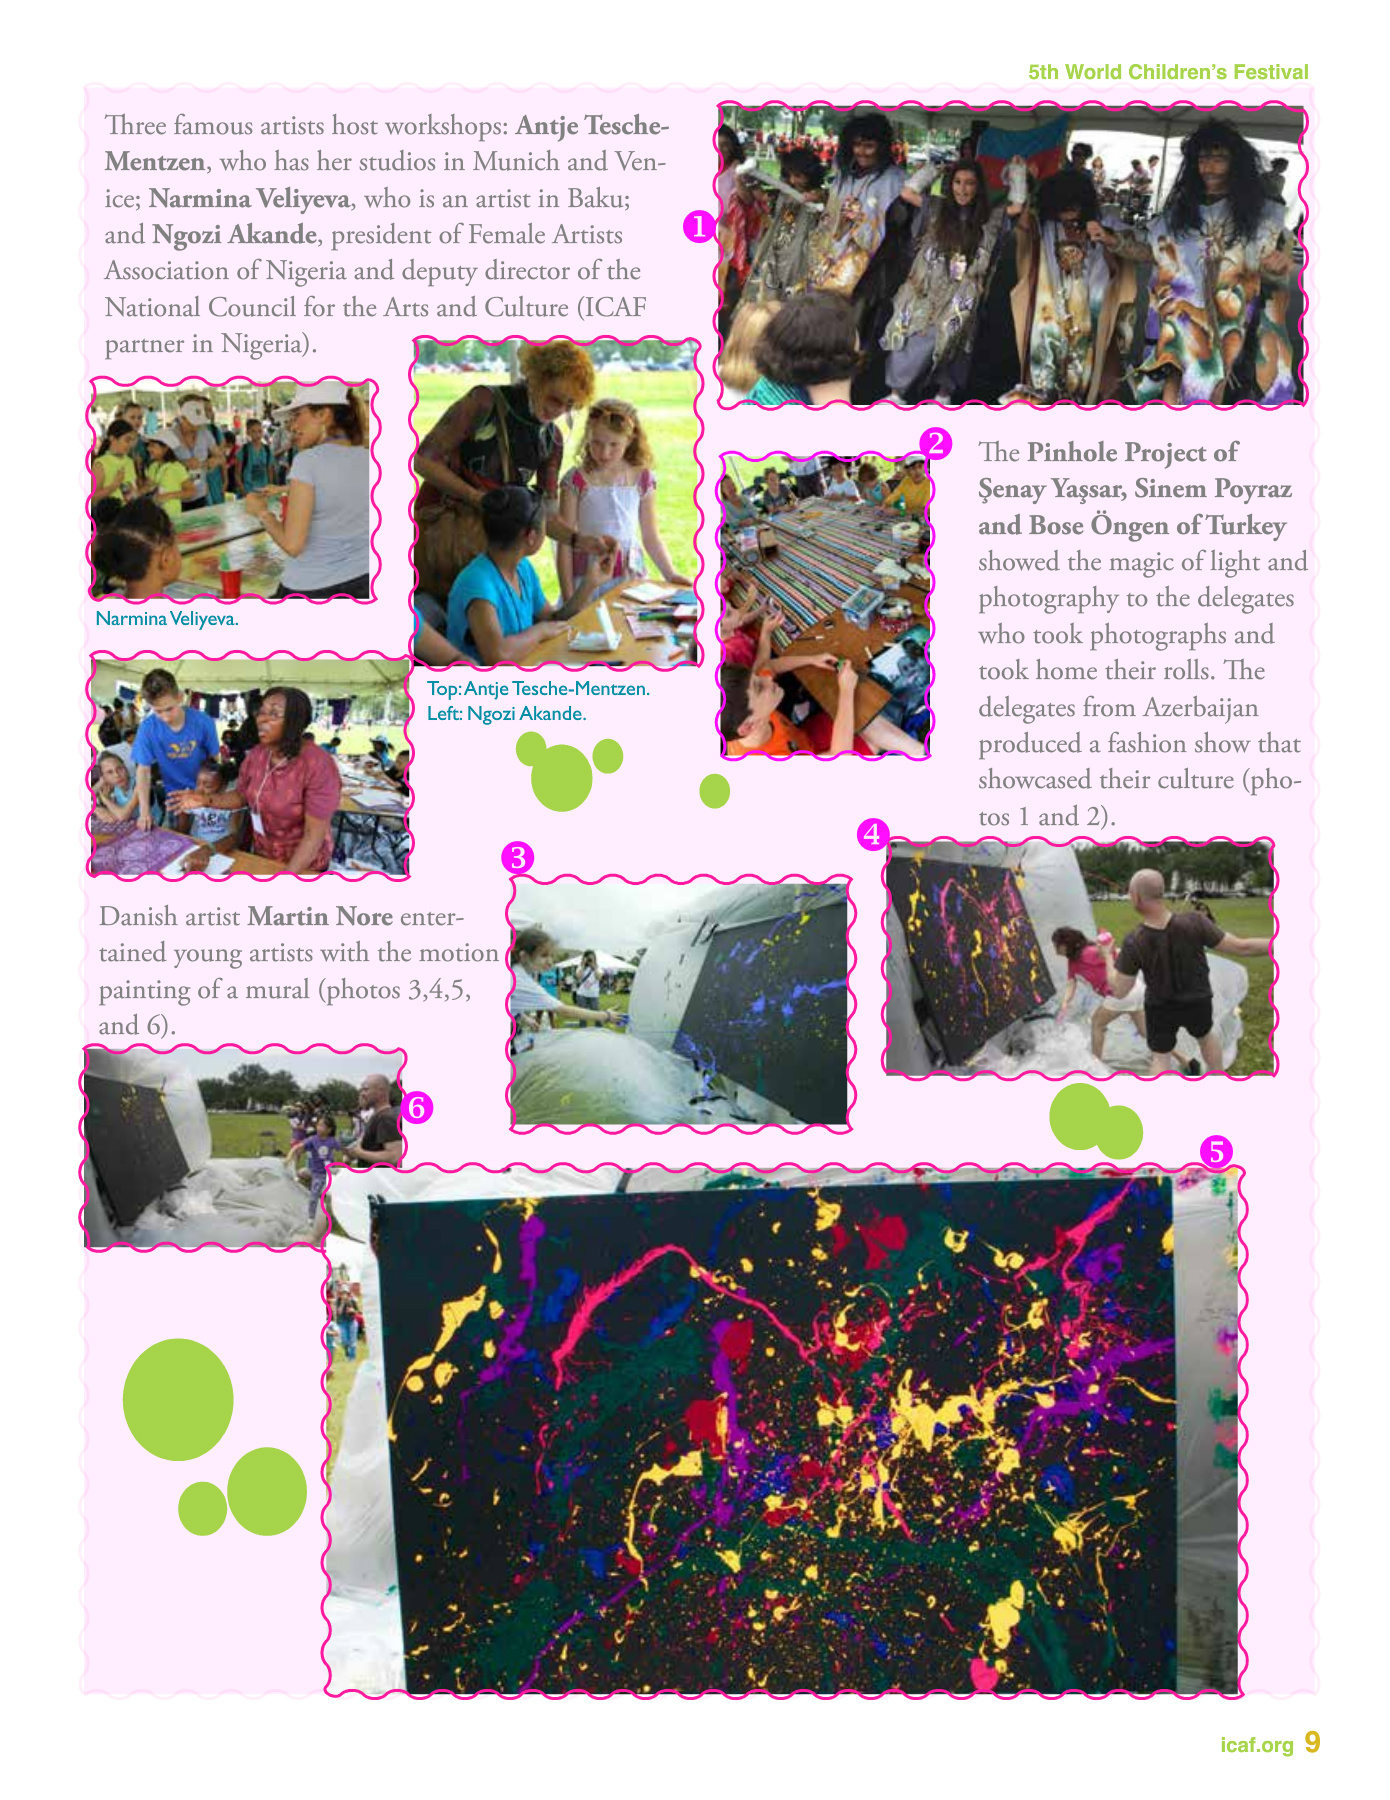 5th World Children's Festival
Three famous artists host workshops: Antje Tesche-
Mentzen, who has her studios in Munich and Ven-
ice; Narmina Veliyeva, who is an artist in Baku;
and Ngozi Akande, president of Female Artists
Association of Nigeria and deputy director of the
National Council for the Arts and Culture (ICAF
partner in Nigeria).
1
2
The Pinhole Project of
Şenay Yaşsar, Sinem Poyraz
and Bose Öngen of Turkey
showed the magic of light and
photography to the delegates
who took photographs and
took home their rolls. The
delegates from Azerbaijan
produced a fashion show that
showcased their culture (pho-
tos 1 and 2).
Narmina Veliyeva.
Top: Antje Tesche-Mentzen.
Left: Ngozi Akande.
3
4
Danish artist Martin Nore enter-
tained young artists with the motion
painting of a mural (photos 3,4,5,
and 6).
6
5
icaf.org 9